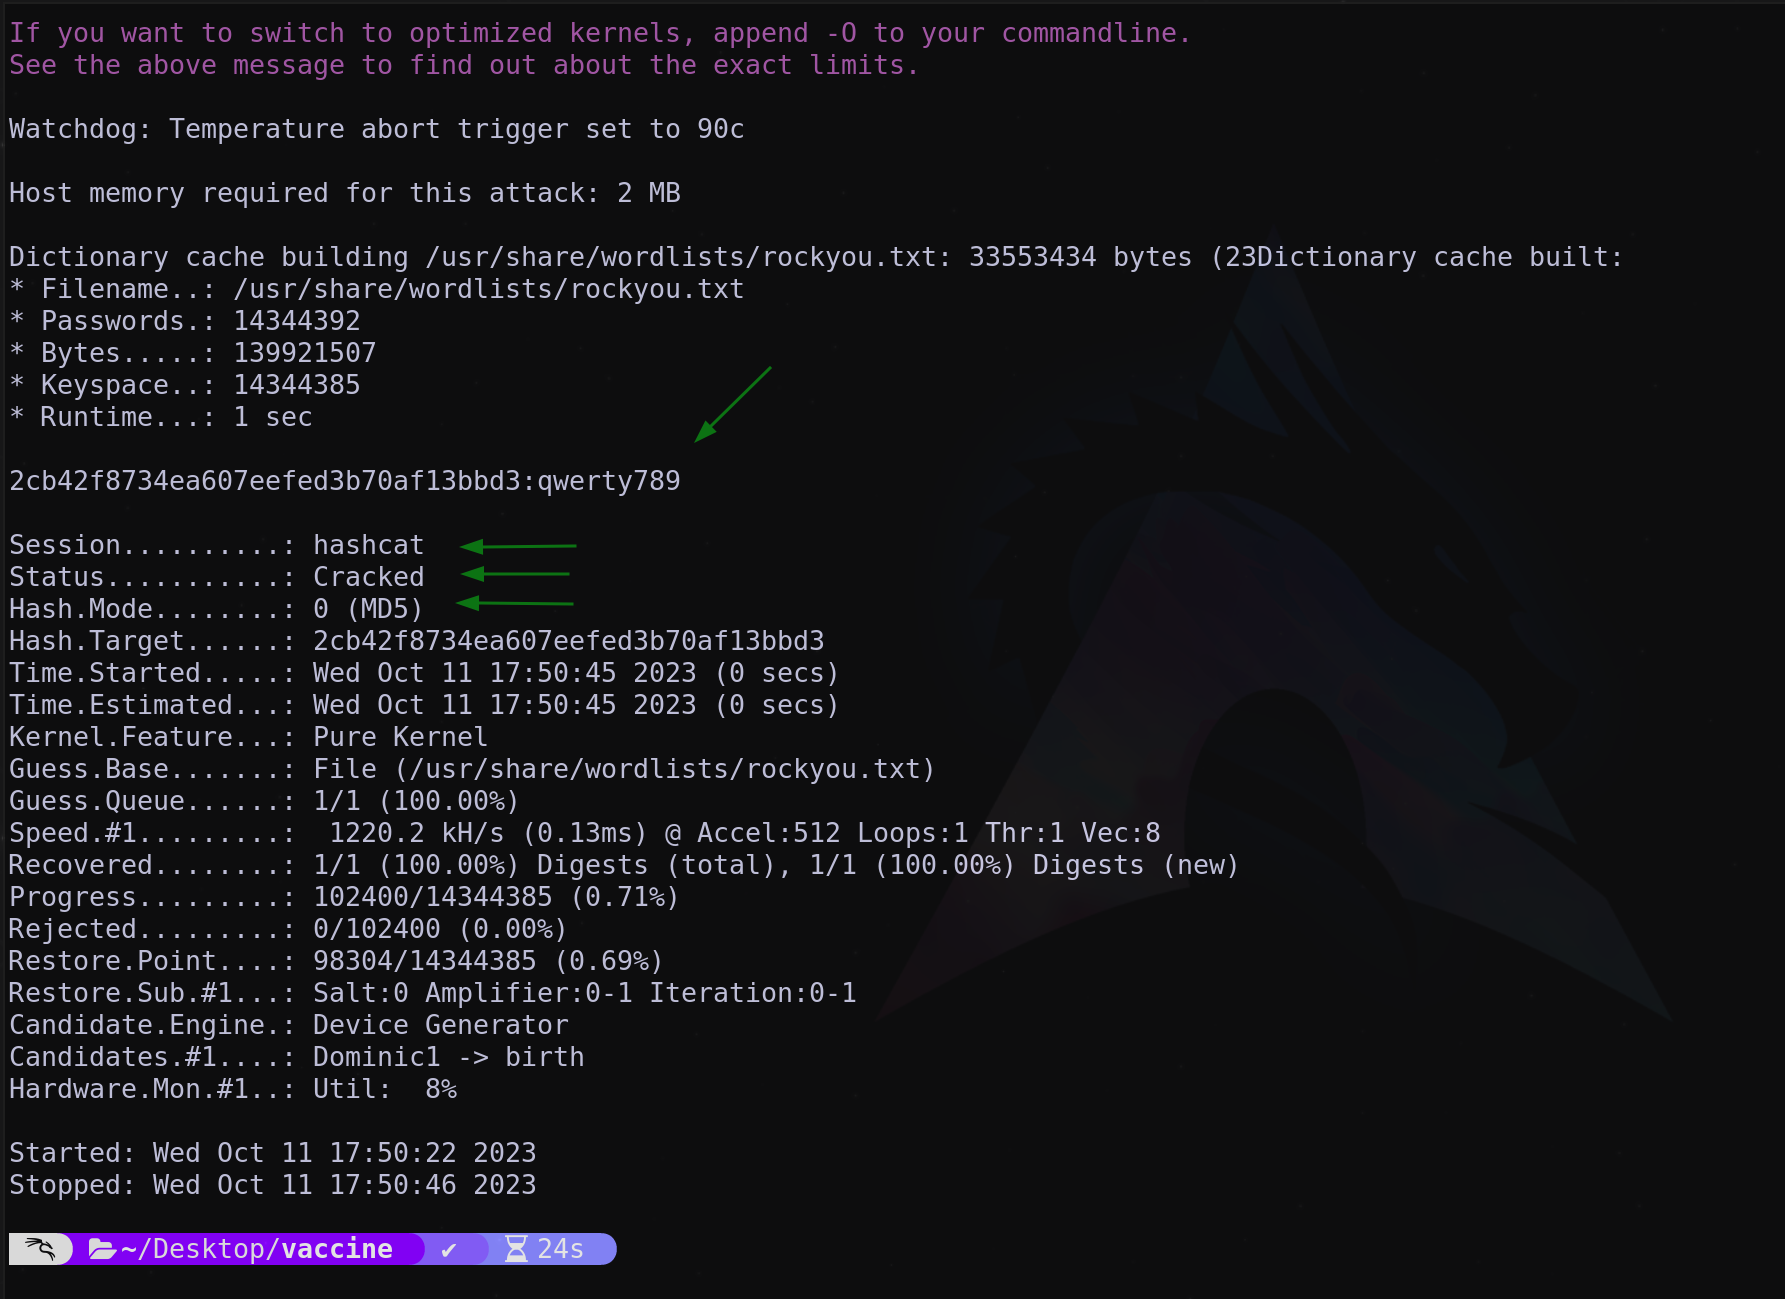 If you want to switch to optimized kernels, append -O to your commandline.
See the above message to find out about the exact limits.
Watchdog: Temperature abort trigger set to 90c
Host memory required for this attack: 2 MB
Dictionary cache building /usr/share/wordlists/rockyou.txt: 33553434 bytes (23Dictionary cache built:
* Filename..: /usr/share/wordlists/rockyou.txt
* Passwords.: 14344392
* Bytes.....: 139921507
* Keyspace..: 14344385
* Runtime...: 1 sec
2cb42f8734ea607eefed3b70af13bbd3:qwerty789
Session..........: hashcat
Status...........: Cracked
Hash.Mode........: 0 (MD5)
Hash.Target......: 2cb42f8734ea607eefed3b70af13bbd3
Time.Started.....: Wed Oct 11 17:50:45 2023 (0 secs)
Time.Estimated...: Wed Oct 11 17:50:45 2023 (0 secs)
Kernel.Feature...: Pure Kernel
Guess.Base.......: File (/usr/share/wordlists/rockyou.txt)
Guess.Queue......: 1/1 (100.00%)
Speed.#1.........:  1220.2 kH/s (0.13ms) @ Accel:512 Loops:1 Thr:1 Vec:8
Recovered........: 1/1 (100.00%) Digests (total), 1/1 (100.00%) Digests (new)
Progress.........: 102400/14344385 (0.71%)
Rejected.........: 0/102400 (0.00%)
Restore.Point....: 98304/14344385 (0.69%)
Restore.Sub.#1...: Salt:0 Amplifier:0-1 Iteration:0-1
Candidate.Engine.: Device Generator
Candidates.#1....: Dominic1 -> birth
Hardware.Mon.#1..: Util:  8%
Started: Wed Oct 11 17:50:22 2023
Stopped: Wed Oct 11 17:50:46 2023
~/Desktop/vaccine ✔ 24s